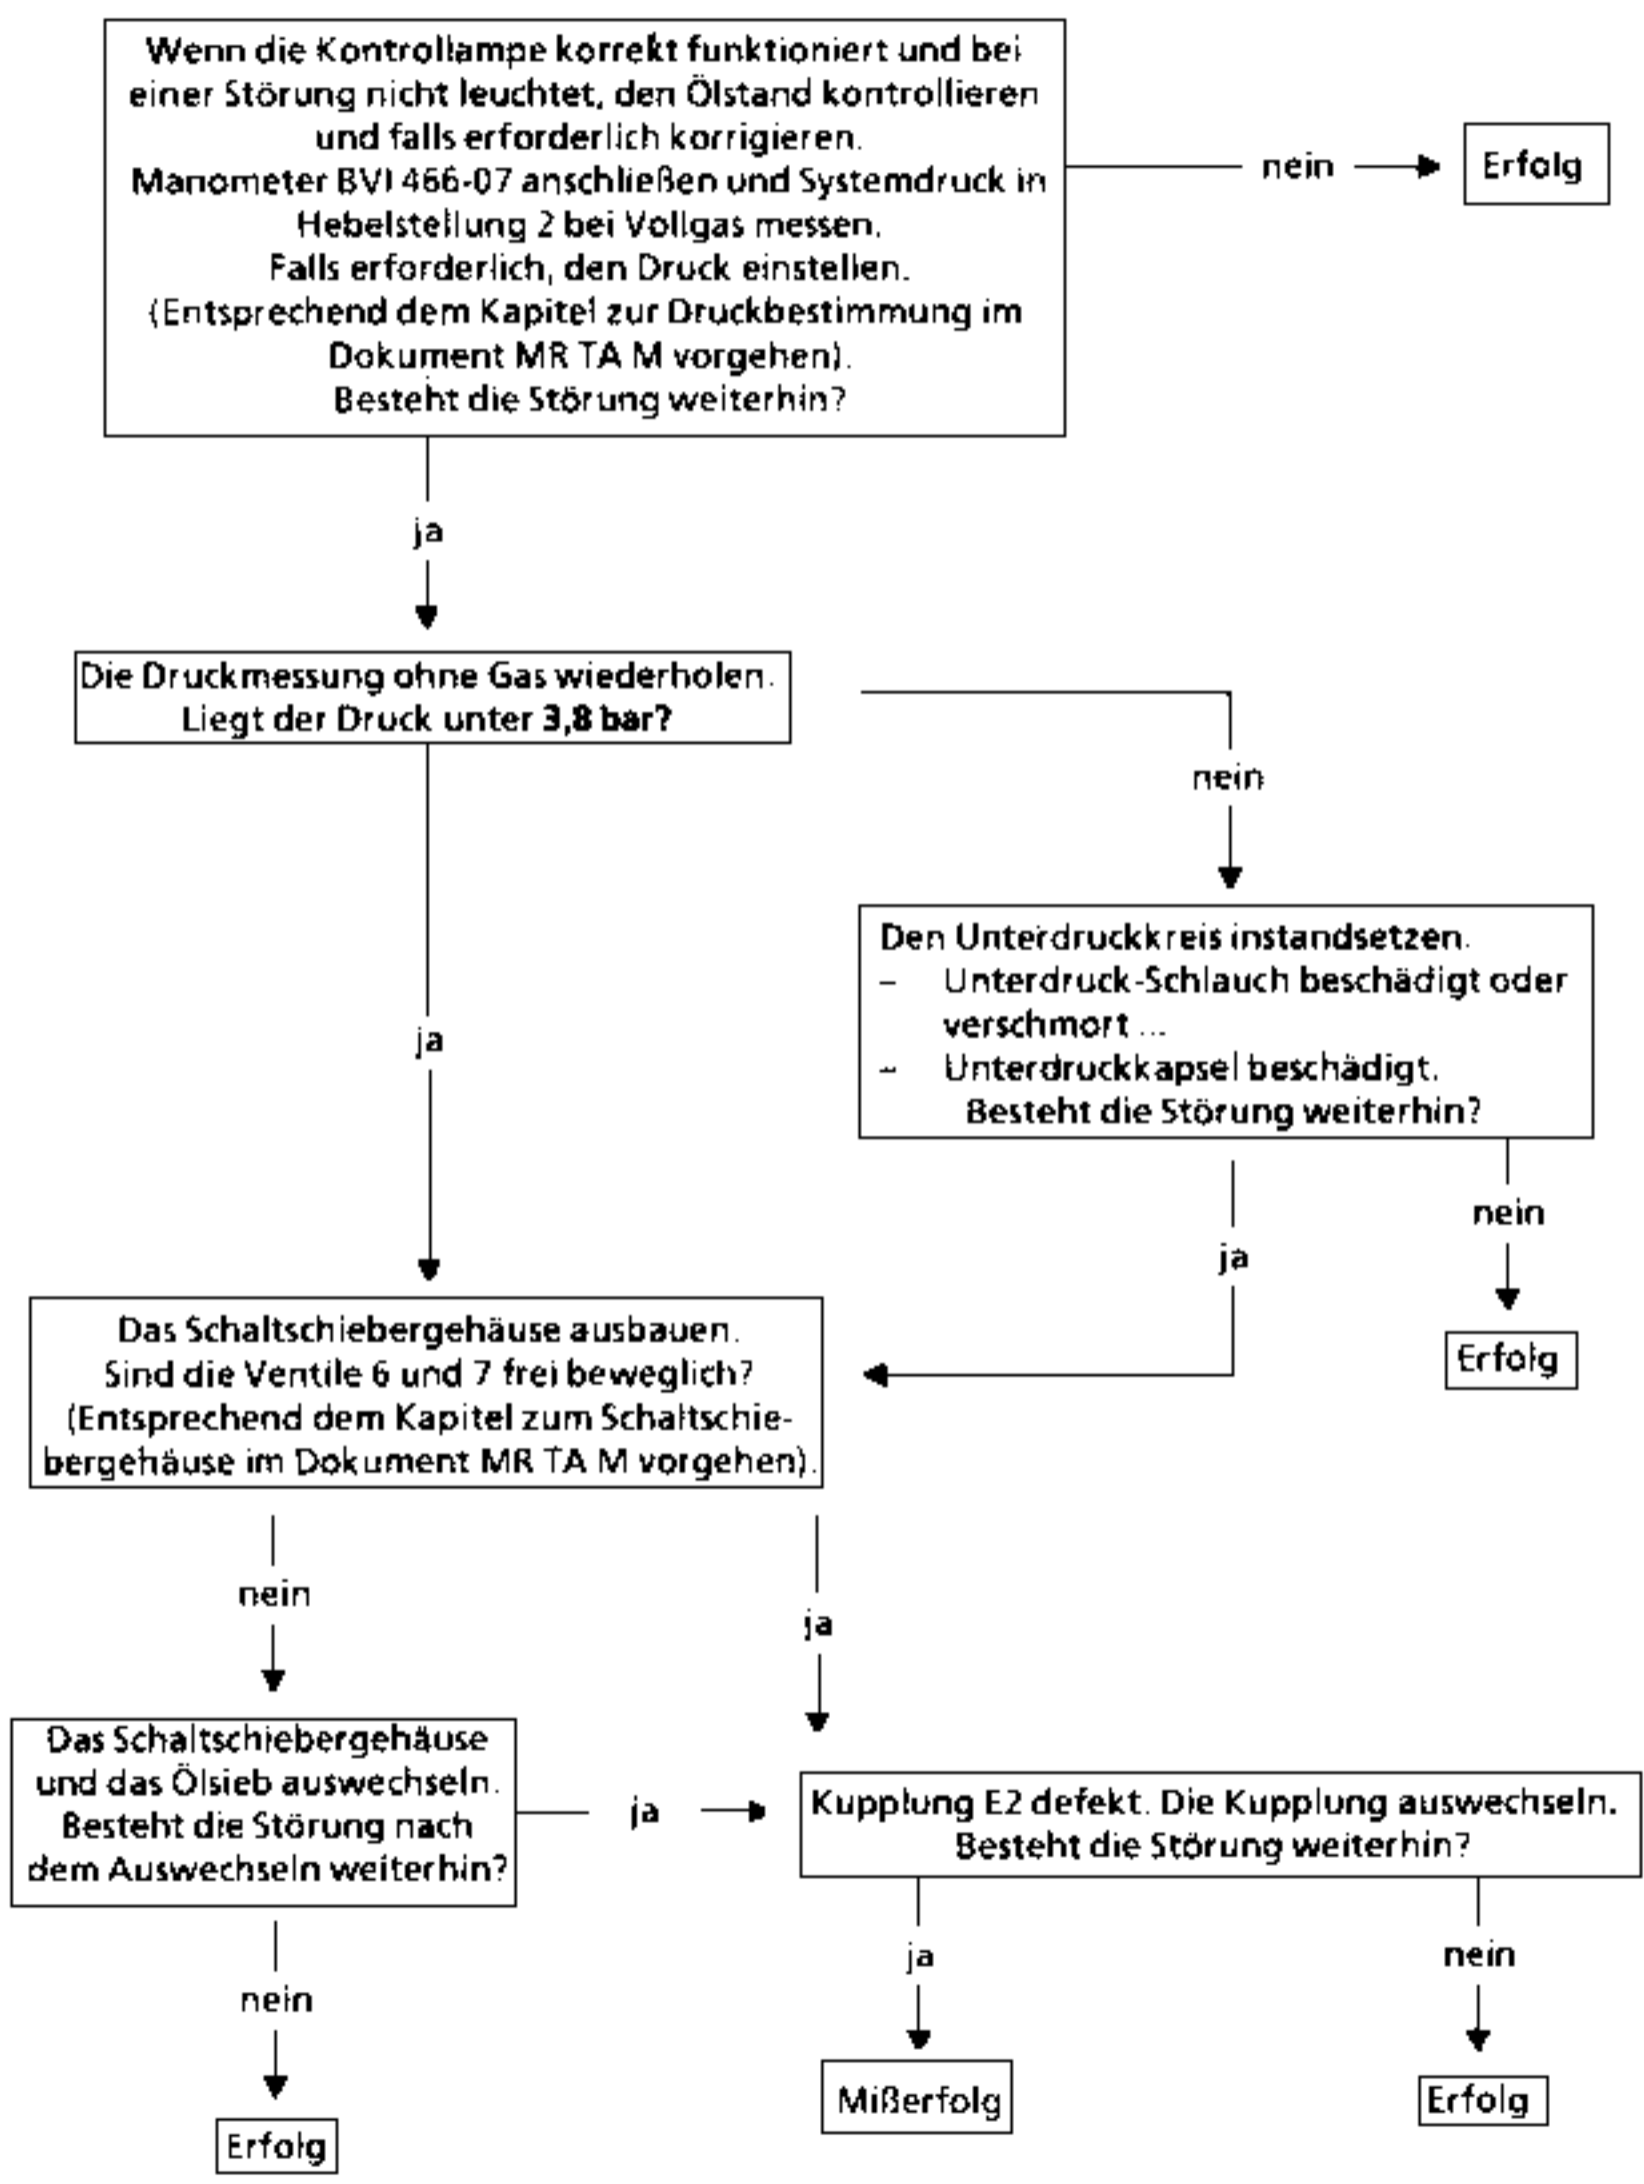 Wenn die Kontrollampe korrekt funktioniert und bei
einer Störung nicht leuchtet, den Ölstand kontrollieren
und falls erforderlich korrigieren.
Manometer BVI 466-07 anschließen und Systemdruck in
Hebelstellung 2 bei Vollgas messen.
Falls erforderlich, den Druck einstellen.
(Entsprechend dem Kapitel zur Druckbestimmung im
Dokument MR TA M vorgehen).
Besteht die Störung weiterhin?
nein
Erfolg
ja
Die Druckmessung ohne Gas wiederholen.
Liegt der Druck unter 3,8 bar?
nein
Den Unterdruckkreis instandsetzen.
– Unterdruck-Schlauch beschädigt oder
verschmort ...
– Unterdruckkapsel beschädigt.
Besteht die Störung weiterhin?
ja
nein
ja
Erfolg
Das Schaltschiebergehäuse ausbauen.
Sind die Ventile 6 und 7 frei beweglich?
(Entsprechend dem Kapitel zum Schaltschie-
bergehäuse im Dokument MR TA M vorgehen).
nein
ja
Das Schaltschiebergehäuse
und das Ölsieb auswechseln.
Besteht die Störung nach
dem Auswechseln weiterhin?
ja
Kupplung E2 defekt. Die Kupplung auswechseln.
Besteht die Störung weiterhin?
nein
ja
nein
Erfolg
Mißerfolg
Erfolg